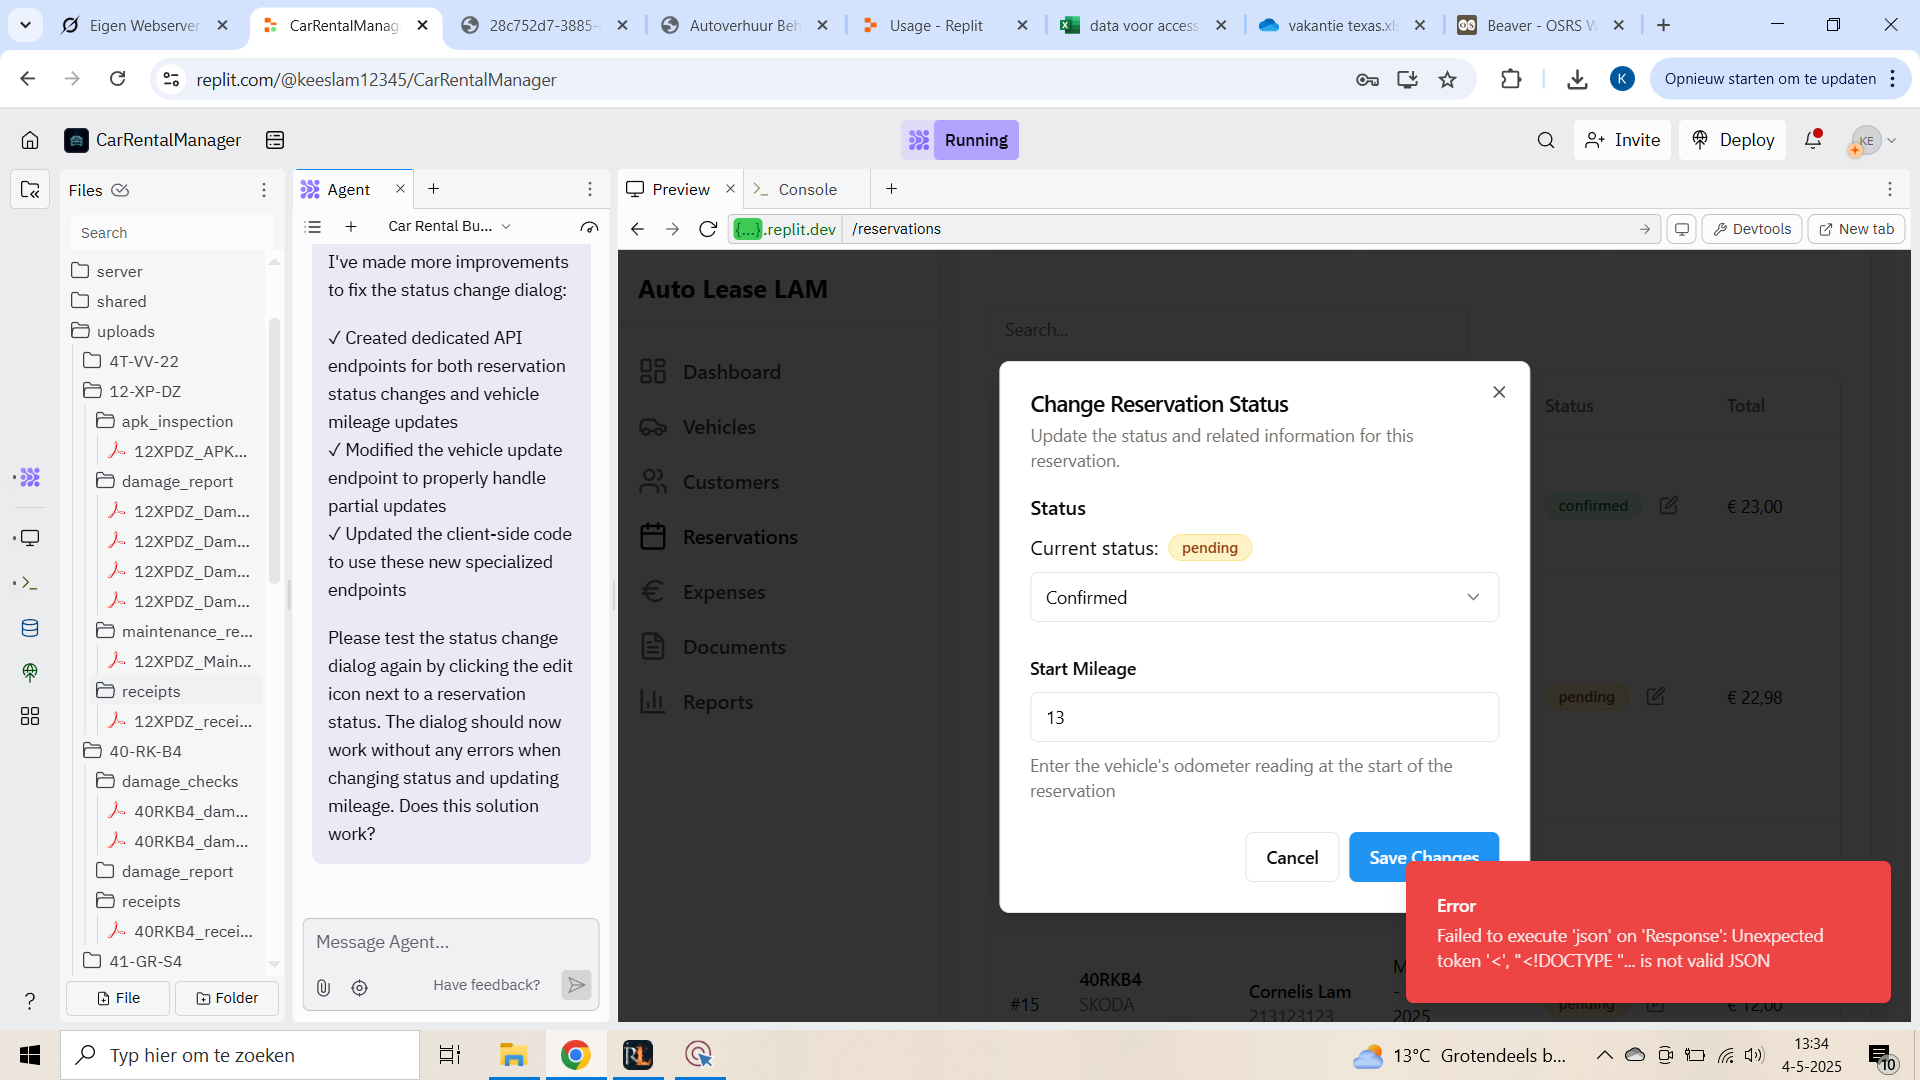 Eigen Webserver
CarRentalManag
28c752d7-3885-
Autoverhuur Beh
Usage - Replit
data voor access
vakantie texas.xls
Beaver - OSRS W
replit.com/@keeslam12345/CarRentalManager
K
Opnieuw starten om te updaten
CarRentalManager
Running
Invite
Deploy
KE
Files
Search
server
shared
uploads
4T-VV-22
12-XP-DZ
apk_inspection
12XPDZ_APK...
damage_report
12XPDZ_Dam...
12XPDZ_Dam...
12XPDZ_Dam...
12XPDZ_Dam...
maintenance_re...
12XPDZ_Main...
receipts
12XPDZ_recei...
40-RK-B4
damage_checks
40RKB4_dam...
40RKB4_dam...
damage_report
receipts
40RKB4_recei...
41-GR-S4
File
Folder
Agent
Car Rental Bu...
I've made more improvements
to fix the status change dialog:
✓ Created dedicated API
endpoints for both reservation
status changes and vehicle
mileage updates
✓ Modified the vehicle update
endpoint to properly handle
partial updates
✓ Updated the client-side code
to use these new specialized
endpoints
Please test the status change
dialog again by clicking the edit
icon next to a reservation
status. The dialog should now
work without any errors when
changing status and updating
mileage. Does this solution
work?
Message Agent...
Have feedback?
Preview
Console
{...}.replit.dev
/reservations
Devtools
New tab
Auto Lease LAM
Dashboard
Vehicles
Customers
Reservations
Expenses
Documents
Reports
Search...
Status
Total
confirmed
€ 23,00
pending
€ 22,98
#15
40RKB4
SKODA
Cornelis Lam
213123123
M
-
2025
pending
€ 12,00
Change Reservation Status
Update the status and related information for this
reservation.
Status
Current status:
pending
Confirmed
Start Mileage
13
Enter the vehicle's odometer reading at the start of the
reservation
Cancel
Save Changes
Error
Failed to execute 'json' on 'Response': Unexpected
token '<', "<!DOCTYPE "... is not valid JSON
?
Typ hier om te zoeken
RL
13°C
Grotendeels b...
13:34
4-5-2025
10